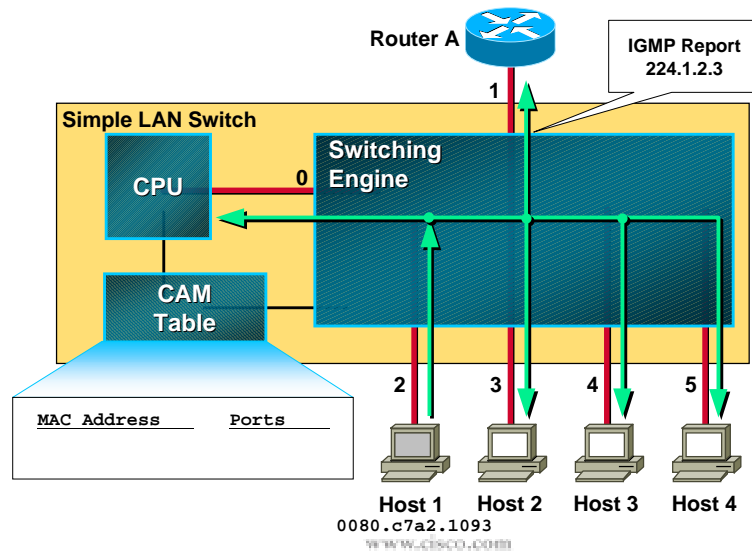 Router A
IGMP Report
224.1.2.3
1
Simple LAN Switch
Switching
Engine
CPU
0
CAM
Table
2
3
4
5
MAC Address Ports
Host 1
Host 2
Host 3
Host 4
0080.c7a2.1093
www.cisco.com